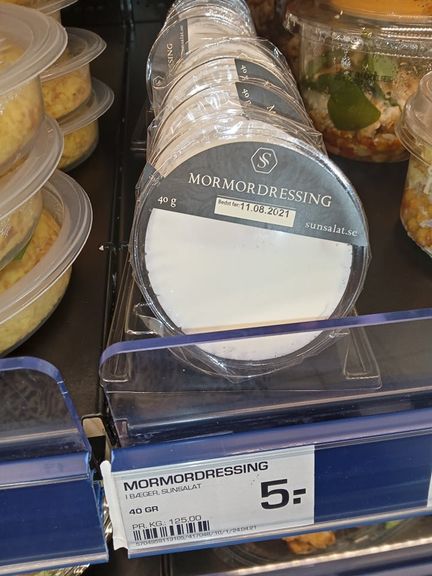 MORMORDRESSING
40 g
Bedst før: 11.08.2021
sunsalat.se
MORMORDRESSING
I BÆGER, SUNSALAT
40 GR
5.-
PR. KG.: 125,00